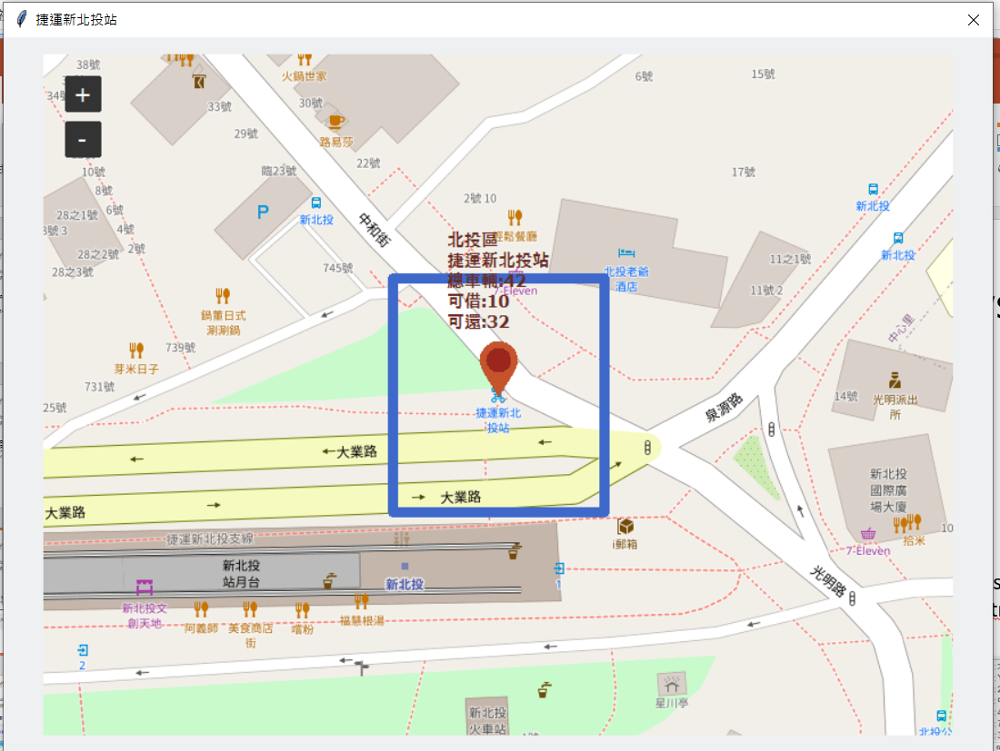 捷運新北投站
+
-
38號
34號
33號
30號
29號
火鍋世家
路易莎
22號
臨23號
10號
8號
6號
4號
2號
28之1號
28之2號
28之3號
P
新北投
中和街
745號
6號
15號
17號
2號 10
輕鬆餐廳
北投區
捷運新北投站
總車輛:42
可借:10
可還:32
7-Eleven
北投老爺
酒店
新北投
新北投
11之1號
11號 2
中心里
鍋董日式
涮涮鍋
芽米日子
739號
731號
25號
捷運新北
投站
泉源路
14號
光明派出
所
大業路
大業路
大業路
新北投
國際廣
場大廈
拾米
10
7-Eleven
i郵箱
捷運新北投支線
新北投
站月台
新北投
1
光明路
新北投文
創天地
阿義師
美食商店
街
嚐粉
福慧根湯
2
新北投
火車站
星川亭
北投公